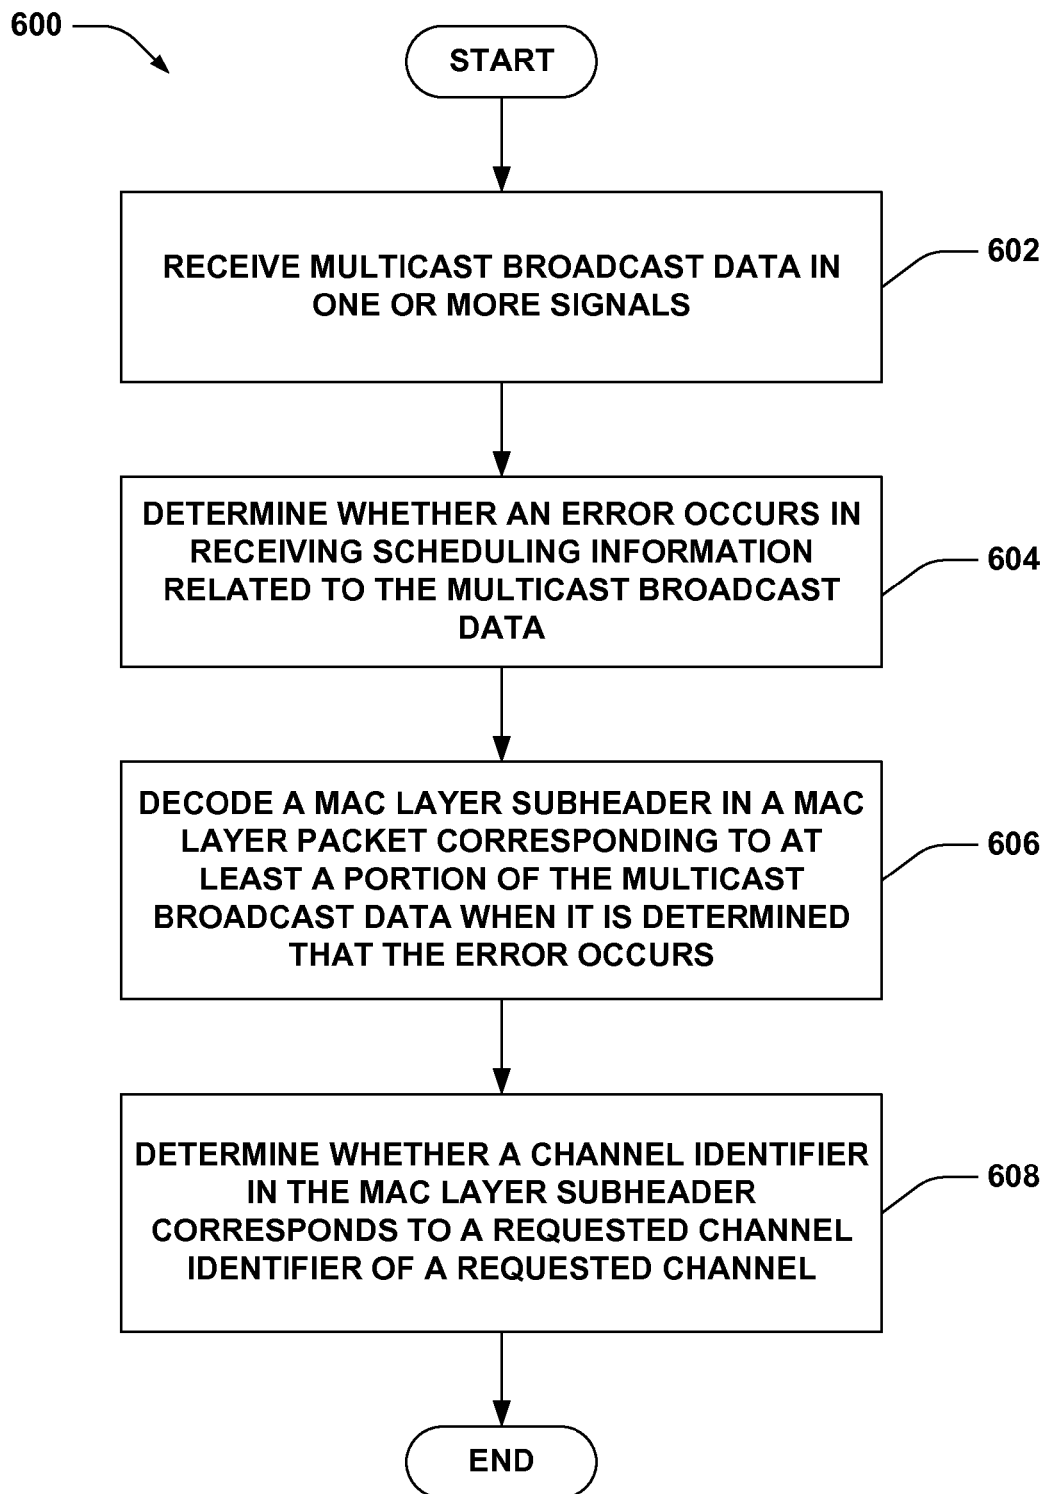 600
START
RECEIVE MULTICAST BROADCAST DATA IN
ONE OR MORE SIGNALS
602
DETERMINE WHETHER AN ERROR OCCURS IN
RECEIVING SCHEDULING INFORMATION
RELATED TO THE MULTICAST BROADCAST
DATA
604
DECODE A MAC LAYER SUBHEADER IN A MAC
LAYER PACKET CORRESPONDING TO AT
LEAST A PORTION OF THE MULTICAST
BROADCAST DATA WHEN IT IS DETERMINED
THAT THE ERROR OCCURS
606
DETERMINE WHETHER A CHANNEL IDENTIFIER
IN THE MAC LAYER SUBHEADER
CORRESPONDS TO A REQUESTED CHANNEL
IDENTIFIER OF A REQUESTED CHANNEL
608
END